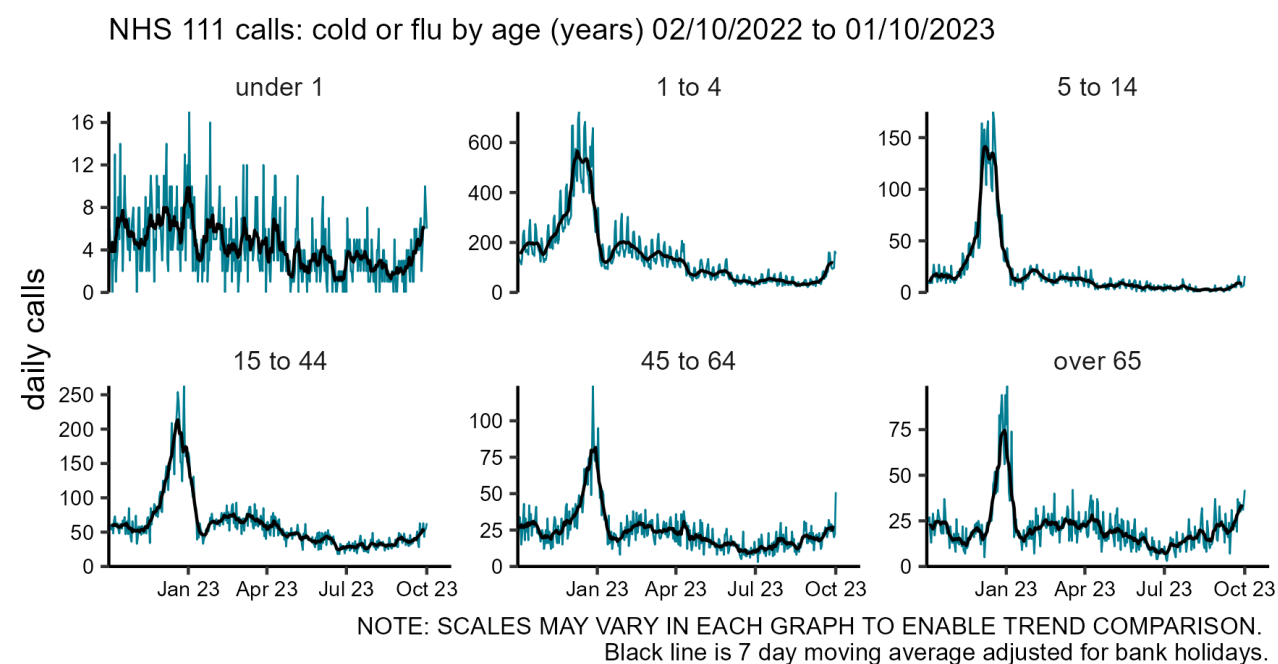 NHS 111 calls: cold or flu by age (years) 02/10/2022 to 01/10/2023
daily calls
under 1
16
12
8
4
0
1 to 4
600
400
200
0
5 to 14
150
100
50
0
15 to 44
250
200
150
100
50
0
Jan 23 Apr 23 Jul 23 Oct 23
45 to 64
100
75
50
25
0
Jan 23 Apr 23 Jul 23 Oct 23
over 65
75
50
25
0
Jan 23 Apr 23 Jul 23 Oct 23
NOTE: SCALES MAY VARY IN EACH GRAPH TO ENABLE TREND COMPARISON.
Black line is 7 day moving average adjusted for bank holidays.